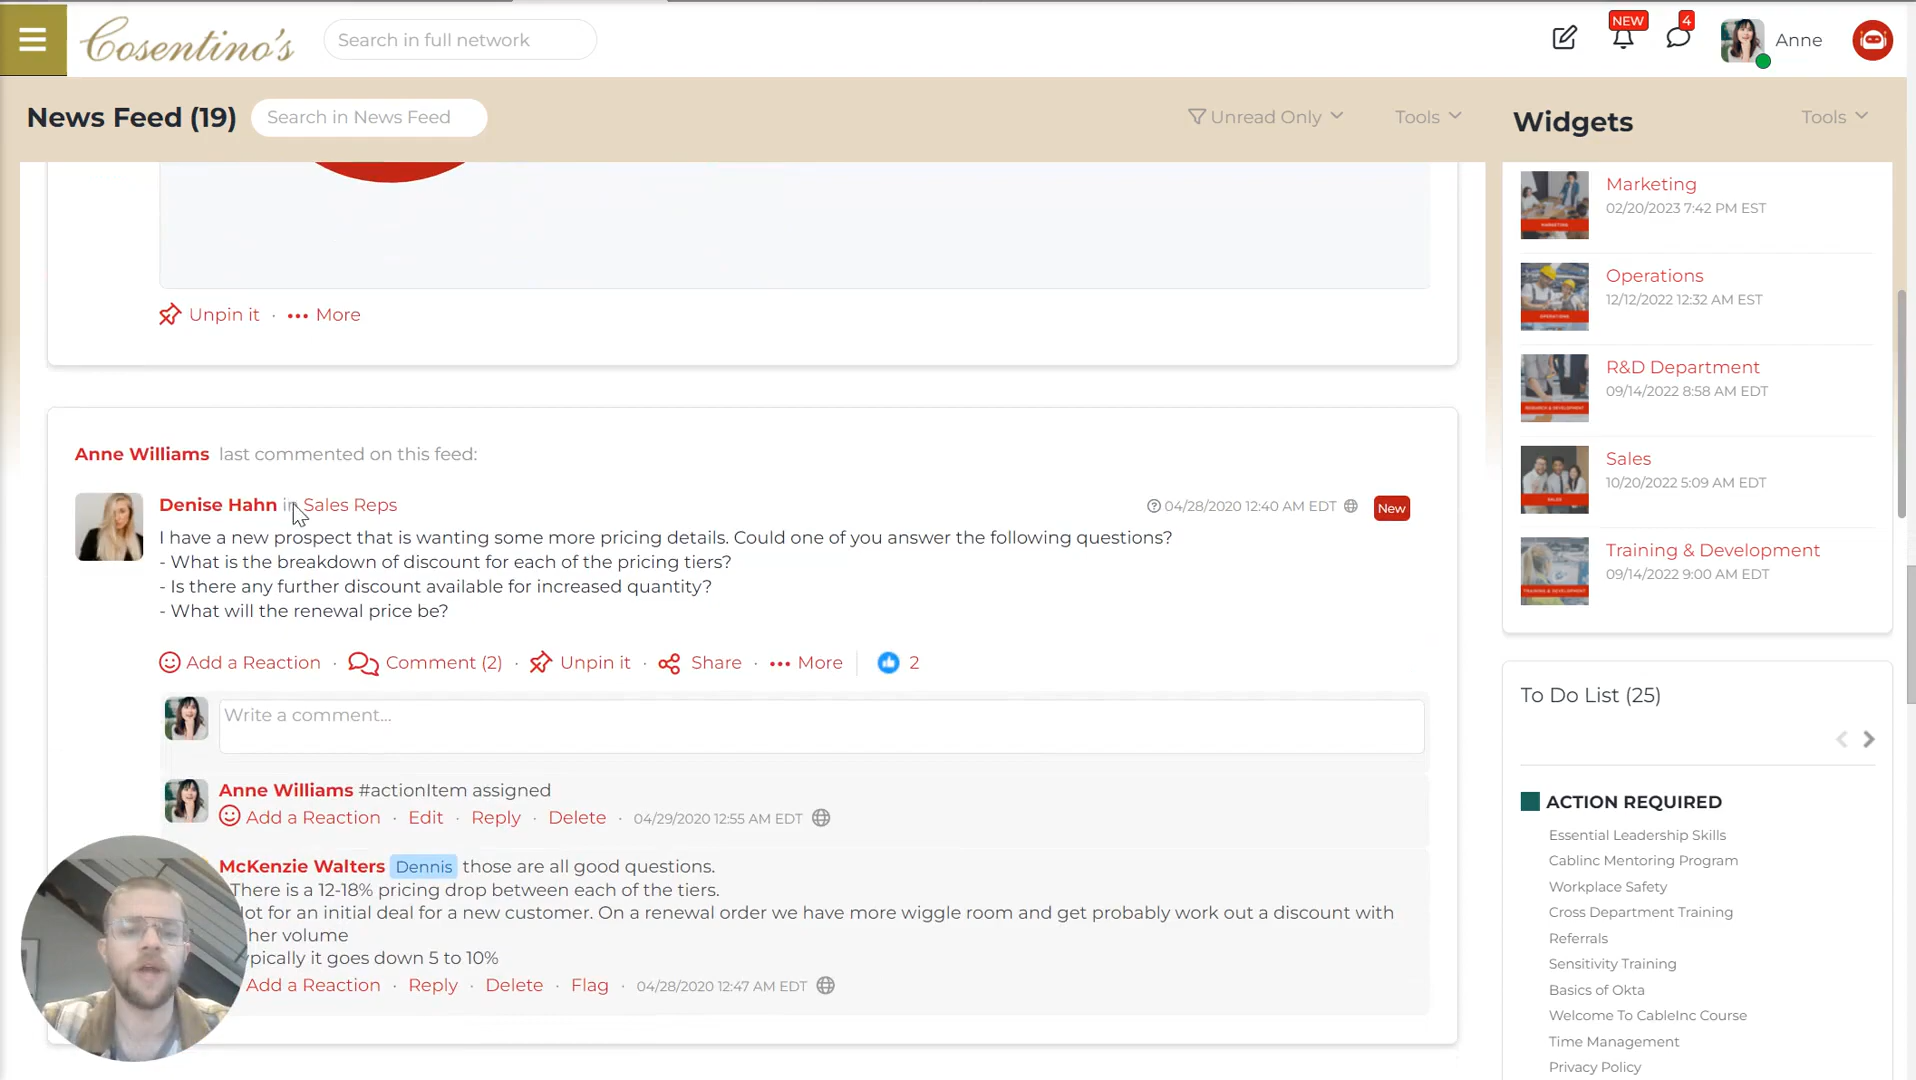 Cosentino's
Search in full network
NEW
4
Anne
News Feed (19)
Search in News Feed
Unread Only
Tools
Widgets
Tools
Unpin it · ••• More
Marketing
02/20/2023 7:42 PM EST
MARKETING
Operations
12/12/2022 12:32 AM EST
OPERATIONS
R&D Department
09/14/2022 8:58 AM EDT
RESEARCH & DEVELOPMENT
Sales
10/20/2022 5:09 AM EDT
SALES
Training & Development
09/14/2022 9:00 AM EDT
TRAINING & DEVELOPMENT
Anne Williams last commented on this feed:
Denise Hahn in Sales Reps
04/28/2020 12:40 AM EDT
New
I have a new prospect that is wanting some more pricing details. Could one of you answer the following questions?
- What is the breakdown of discount for each of the pricing tiers?
- Is there any further discount available for increased quantity?
- What will the renewal price be?
Add a Reaction · Comment (2) · Unpin it · Share · ••• More 2
Write a comment...
Anne Williams #actionItem assigned
Add a Reaction · Edit · Reply · Delete · 04/29/2020 12:55 AM EDT
McKenzie Walters Dennis those are all good questions.
There is a 12-18% pricing drop between each of the tiers.
for an initial deal for a new customer. On a renewal order we have more wiggle room and get probably work out a discount with
volume
it goes down 5 to 10%
Add a Reaction · Reply · Delete · Flag · 04/28/2020 12:47 AM EDT
To Do List (25)
ACTION REQUIRED
Essential Leadership Skills
Cablinc Mentoring Program
Workplace Safety
Cross Department Training
Referrals
Sensitivity Training
Basics of Okta
Welcome To CableInc Course
Time Management
Privacy Policy